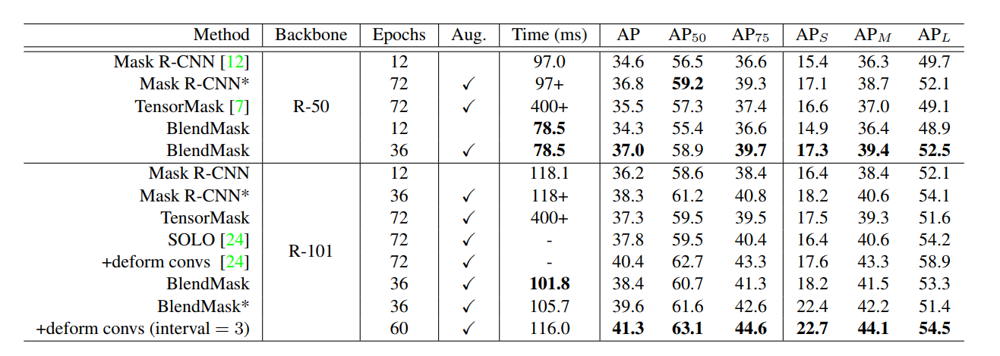 Method Backbone Epochs Aug. Time (ms) AP AP50 AP75 APS APM APL
Mask R-CNN [12] 12 97.0 34.6 56.5 36.6 15.4 36.3 49.7
Mask R-CNN* 72 ✓ 97+ 36.8 59.2 39.3 17.1 38.7 52.1
TensorMask [7] R-50 72 ✓ 400+ 35.5 57.3 37.4 16.6 37.0 49.1
BlendMask 12 78.5 34.3 55.4 36.6 14.9 36.4 48.9
BlendMask 36 ✓ 78.5 37.0 58.9 39.7 17.3 39.4 52.5
Mask R-CNN 12 118.1 36.2 58.6 38.4 16.4 38.4 52.1
Mask R-CNN* 36 ✓ 118+ 38.3 61.2 40.8 18.2 40.6 54.1
TensorMask 72 ✓ 400+ 37.3 59.5 39.5 17.5 39.3 51.6
SOLO [24] 72 ✓ - 37.8 59.5 40.4 16.4 40.6 54.2
R-101
+deform convs [24] 72 ✓ - 40.4 62.7 43.3 17.6 43.3 58.9
BlendMask 36 ✓ 101.8 38.4 60.7 41.3 18.2 41.5 53.3
BlendMask* 36 ✓ 105.7 39.6 61.6 42.6 22.4 42.2 51.4
+deform convs (interval = 3) 60 ✓ 116.0 41.3 63.1 44.6 22.7 44.1 54.5